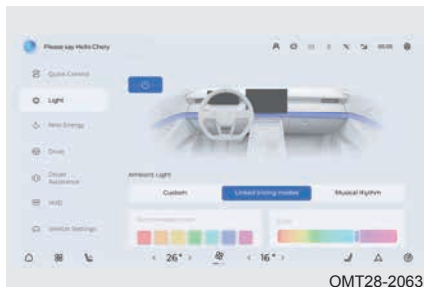 Please say Hello Chery
Quick Control
Light
New Energy
Drive
Driver
Assistance
HUD
Vehicle Settings
Ambient Light
Custom
Linked driving modes
Musical rhythm
26°
16°
OMT28-2063